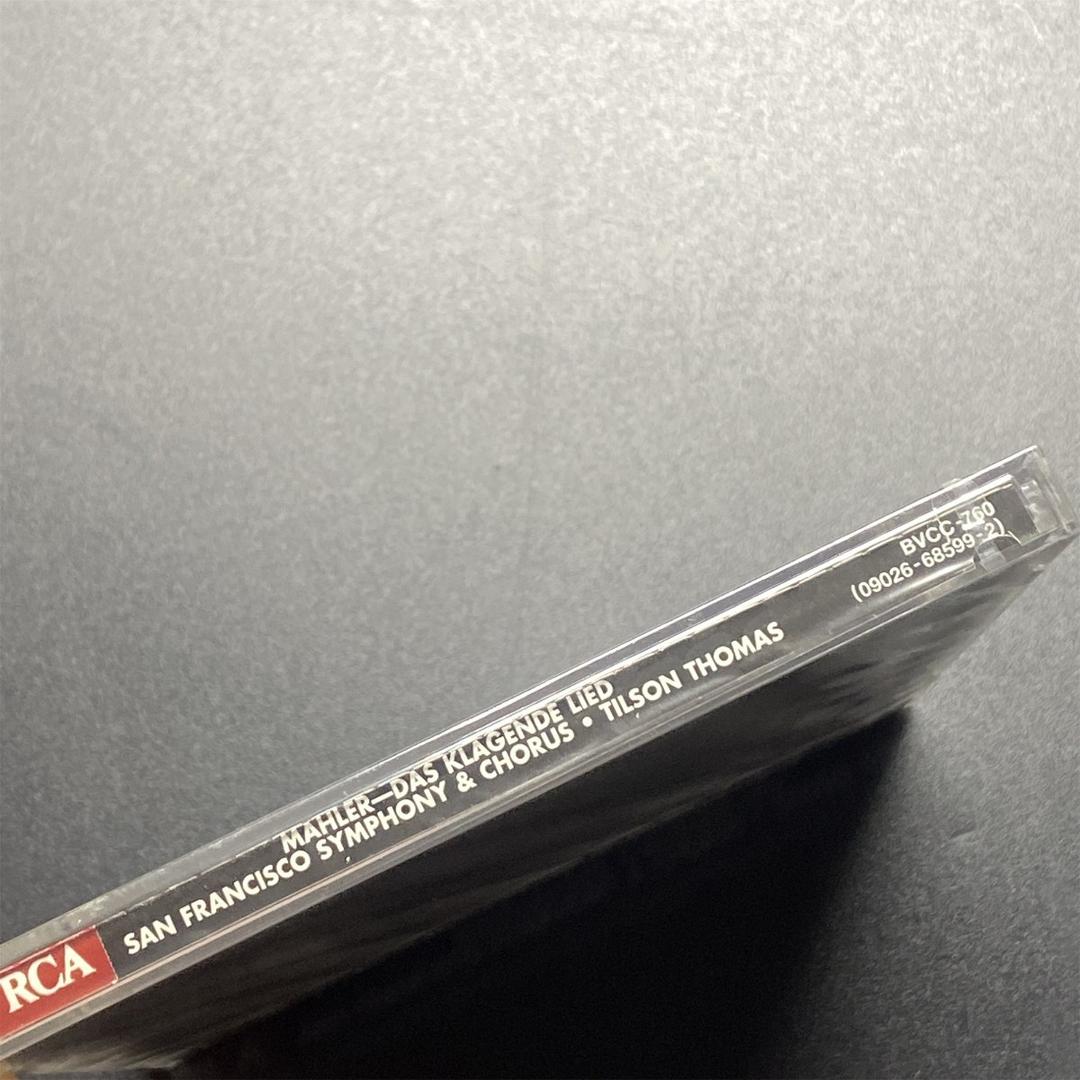 RCA
MAHLER—DAS KLAGENDE LIED
SAN FRANCISCO SYMPHONY & CHORUS • TILSON THOMAS
BVCC-760
(09026-68599-2)